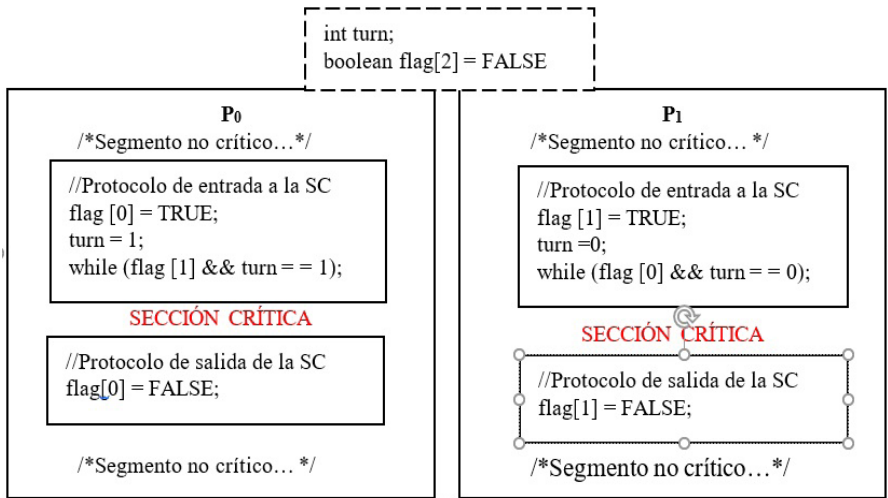 int turn;
boolean flag[2] = FALSE
P0
/*Segmento no crítico…*/
//Protocolo de entrada a la SC
flag [0] = TRUE;
turn = 1;
while (flag [1] && turn = = 1);
SECCIÓN CRÍTICA
//Protocolo de salida de la SC
flag[0] = FALSE;
/*Segmento no crítico… */
P1
/*Segmento no crítico… */
//Protocolo de entrada a la SC
flag [1] = TRUE;
turn =0;
while (flag [0] && turn = = 0);
SECCIÓN CRÍTICA
//Protocolo de salida de la SC
flag[1] = FALSE;
/*Segmento no crítico…*/